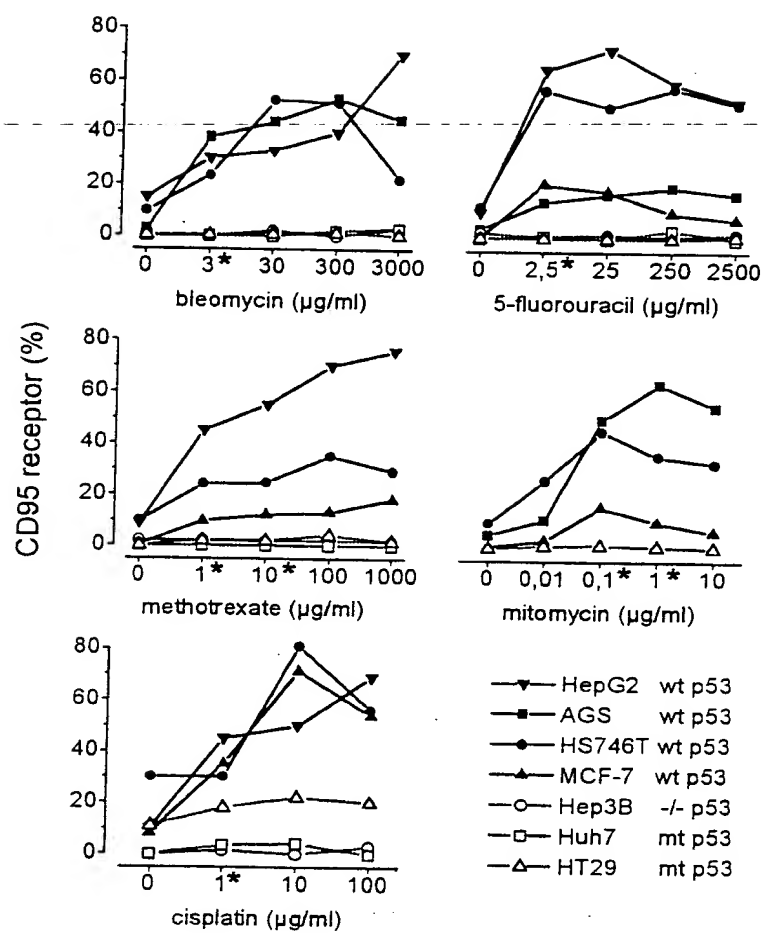 80
60
40
20
0
0 3* 30 300 3000
bleomycin (µg/ml)
0 2,5* 25 250 2500
5-fluorouracil (µg/ml)
CD95 receptor (%)
80
60
40
20
0
0 1* 10* 100 1000
methotrexate (µg/ml)
0 0,01 0,1* 1* 10
mitomycin (µg/ml)
80
60
40
20
0
0 1* 10 100
cisplatin (µg/ml)
HepG2 wt p53
AGS wt p53
HS746T wt p53
MCF-7 wt p53
Hep3B -/- p53
Huh7 mt p53
HT29 mt p53